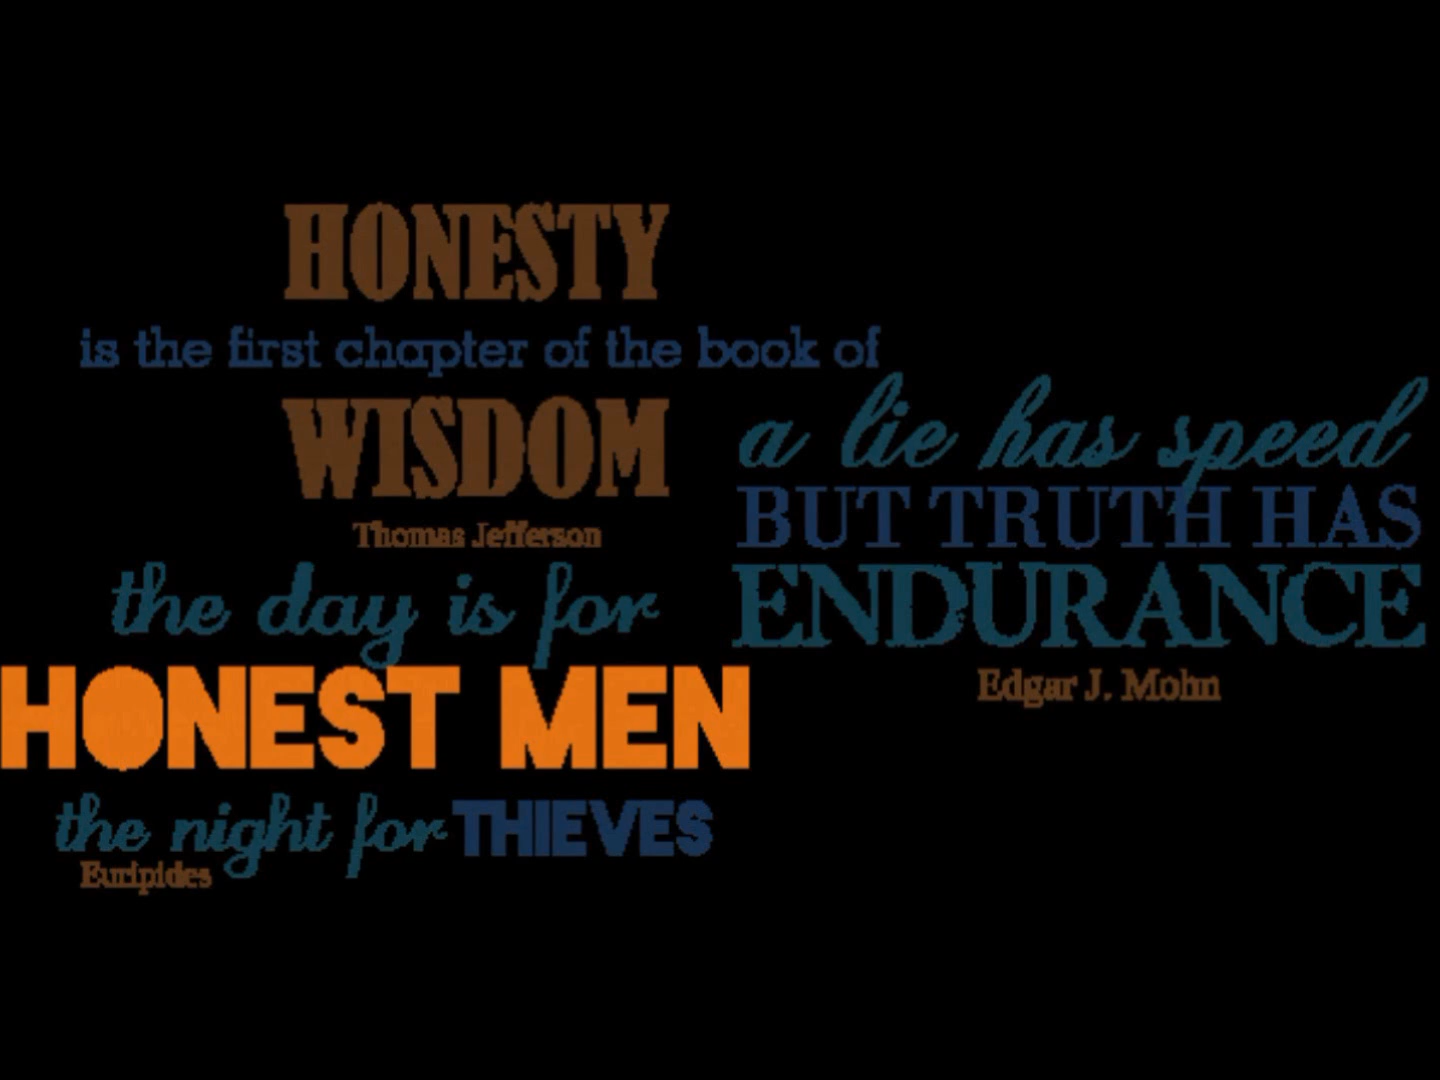 HONESTY
is the first chapter of the book of
WISDOM
Thomas Jefferson
the day is for
HONEST MEN
the night for THIEVES
Euripides
a lie has speed
BUT TRUTH HAS
ENDURANCE
Edgar J. Mohn